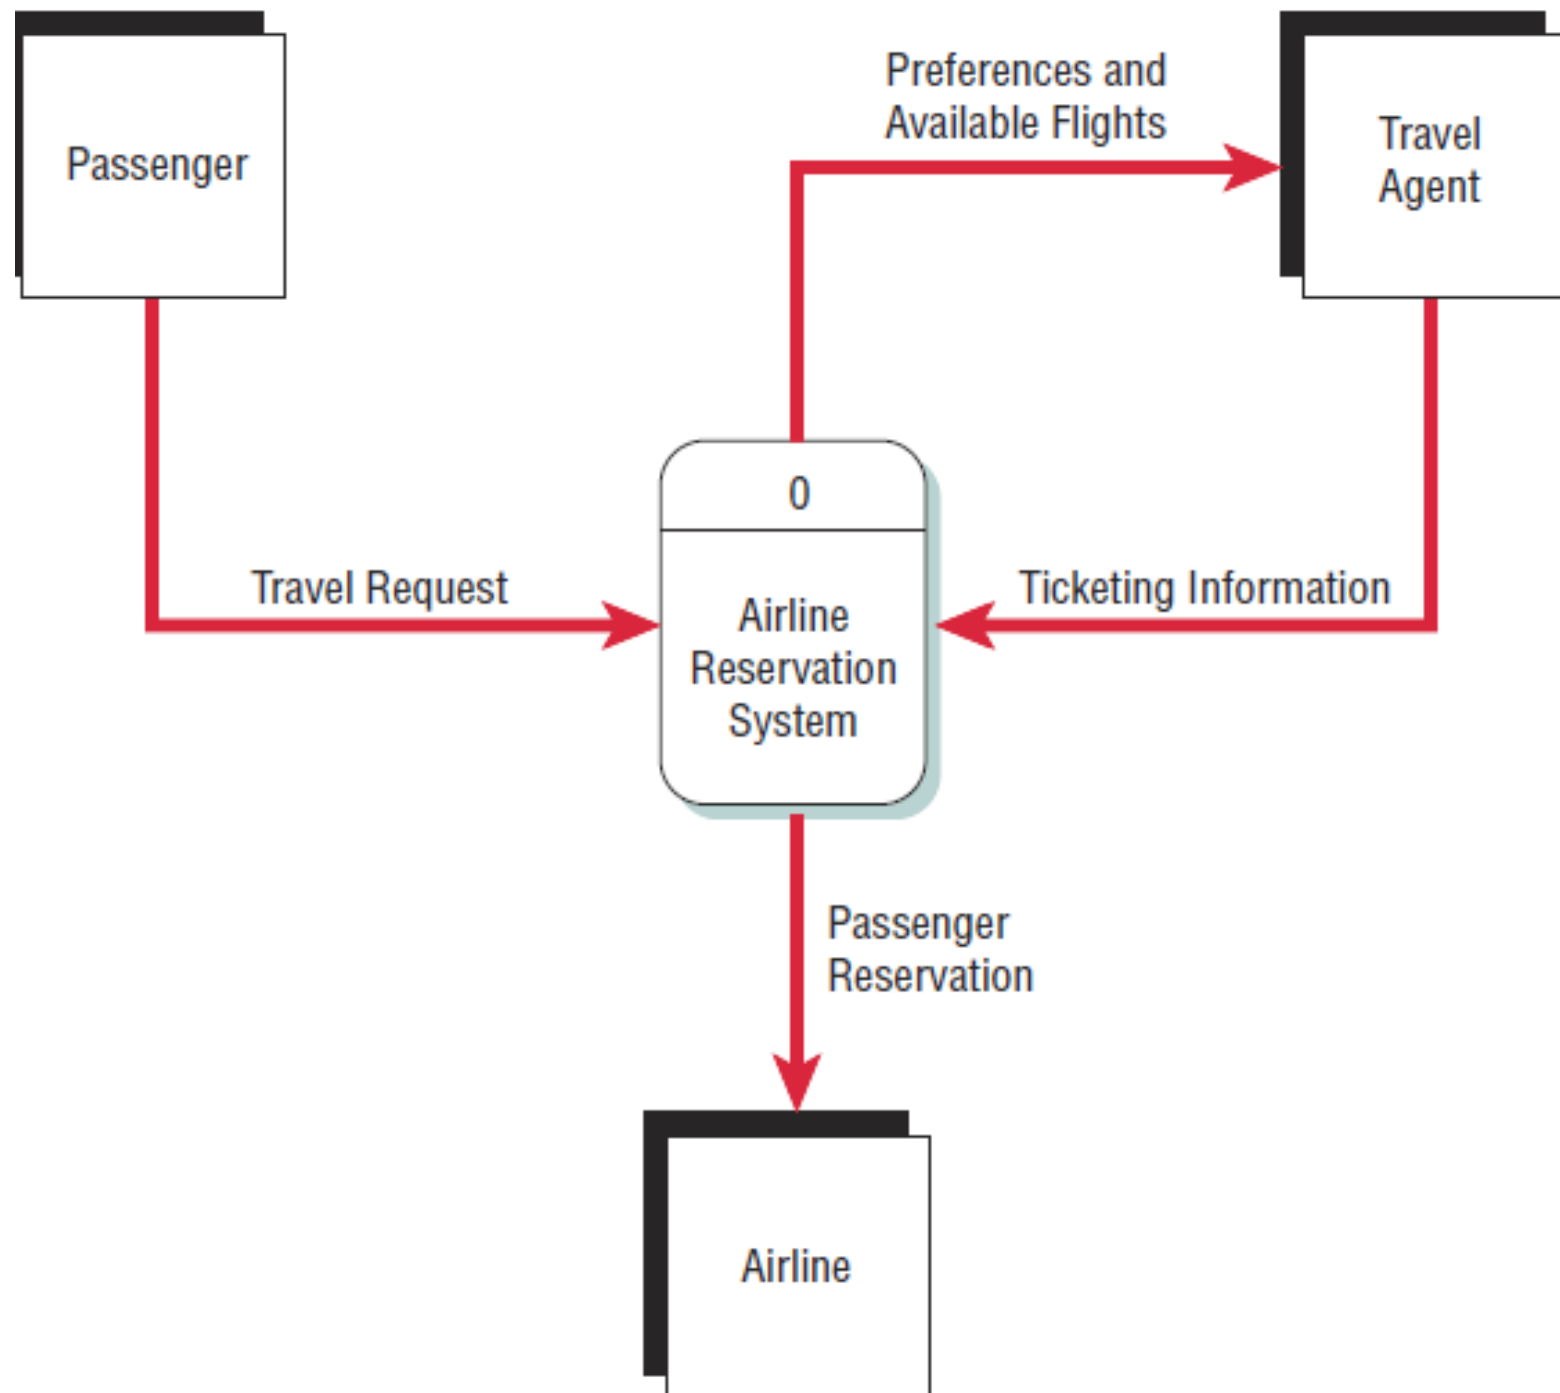 Passenger
Preferences and
Available Flights
Travel
Agent
0
Airline
Reservation
System
Travel Request
Ticketing Information
Passenger
Reservation
Airline